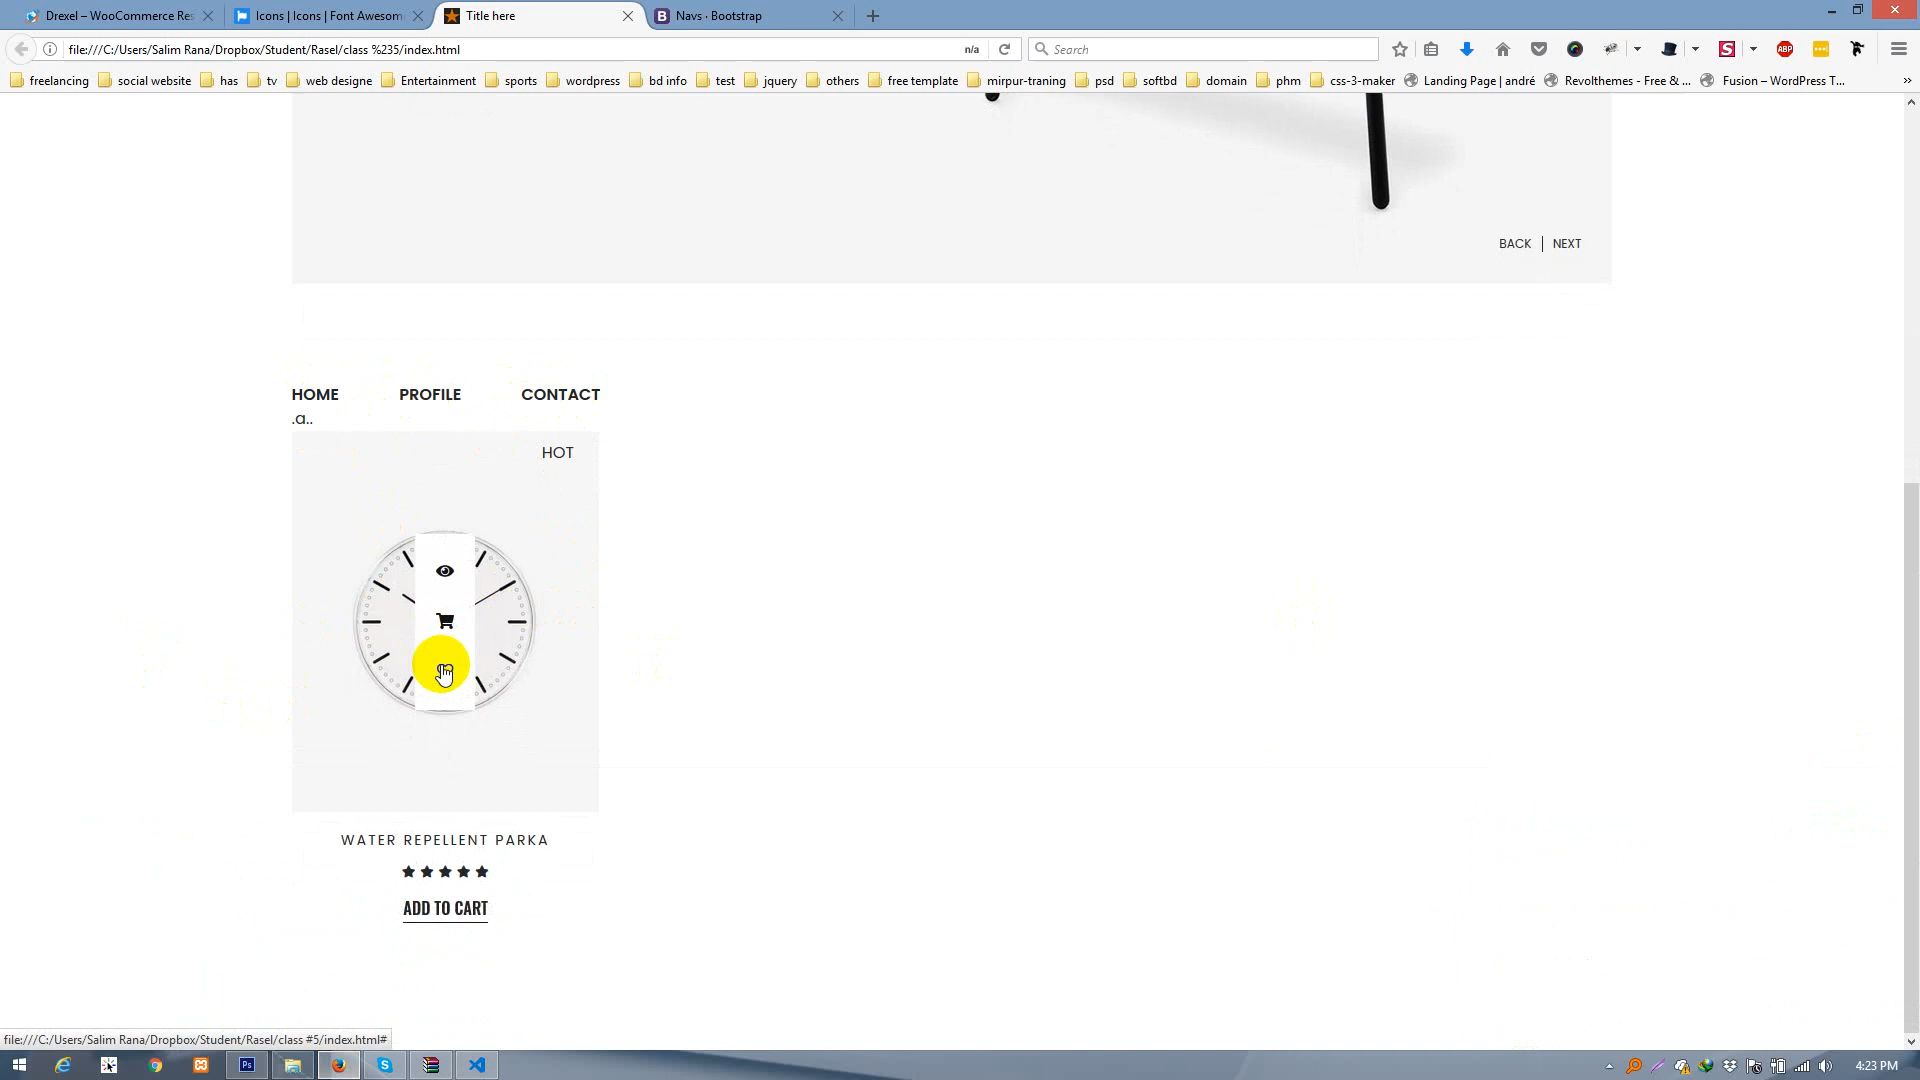 Drexel – WooCommerce Res
Icons | Icons | Font Awesom
Title here
Navs · Bootstrap
file:///C:/Users/Salim Rana/Dropbox/Student/Rasel/class %235/index.html
n/a
Search
freelancing
social website
has
tv
web designe
Entertainment
sports
wordpress
bd info
test
jquery
others
free template
mirpur-traning
psd
softbd
domain
phm
css-3-maker
Landing Page | andré
Revolthemes - Free & ...
Fusion – WordPress T...
BACK | NEXT
HOME PROFILE CONTACT
.a..
HOT
WATER REPELLENT PARKA
ADD TO CART
file:///C:/Users/Salim Rana/Dropbox/Student/Rasel/class #5/index.html#
4:23 PM